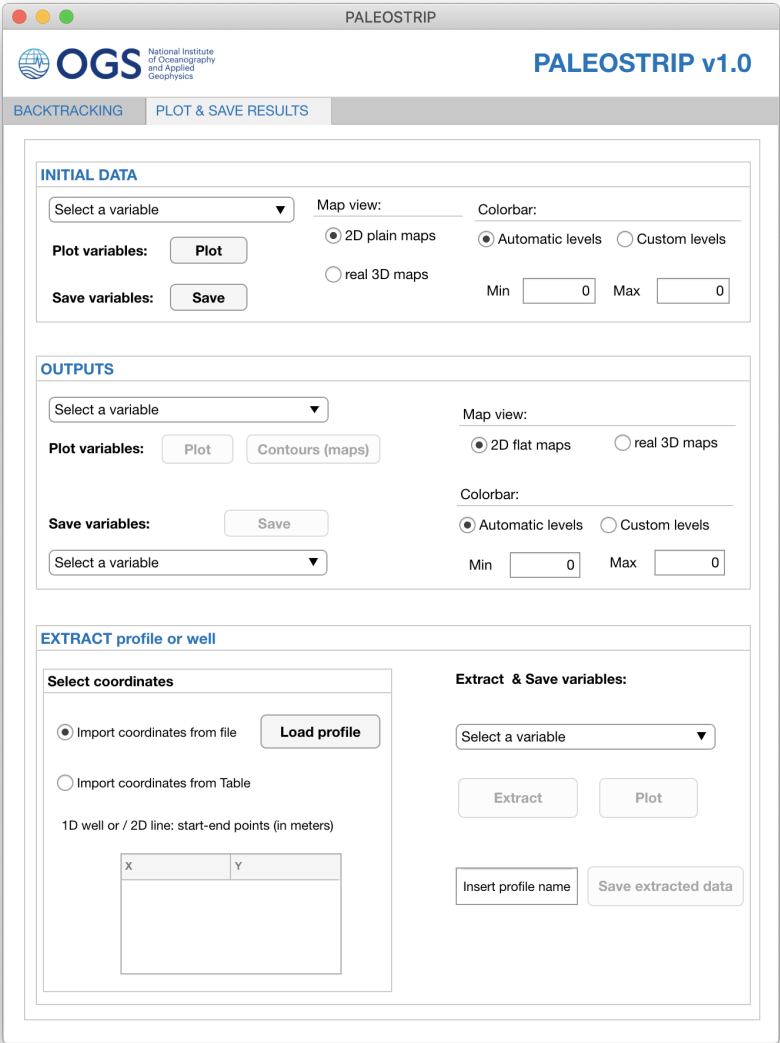 PALEOSTRIP
OGS
National Institute
of Oceanography
and Applied
Geophysics
PALEOSTRIP v1.0
BACKTRACKING
PLOT & SAVE RESULTS
INITIAL DATA
Select a variable
Plot variables:
Plot
Save variables:
Save
Map view:
2D plain maps
real 3D maps
Colorbar:
Automatic levels
Custom levels
Min
0
Max
0
OUTPUTS
Select a variable
Plot variables:
Plot
Contours (maps)
Save variables:
Save
Select a variable
Map view:
2D flat maps
real 3D maps
Colorbar:
Automatic levels
Custom levels
Min
0
Max
0
EXTRACT profile or well
Select coordinates
Import coordinates from file
Load profile
Import coordinates from Table
1D well or / 2D line: start-end points (in meters)
X
Y
Extract & Save variables:
Select a variable
Extract
Plot
Insert profile name
Save extracted data